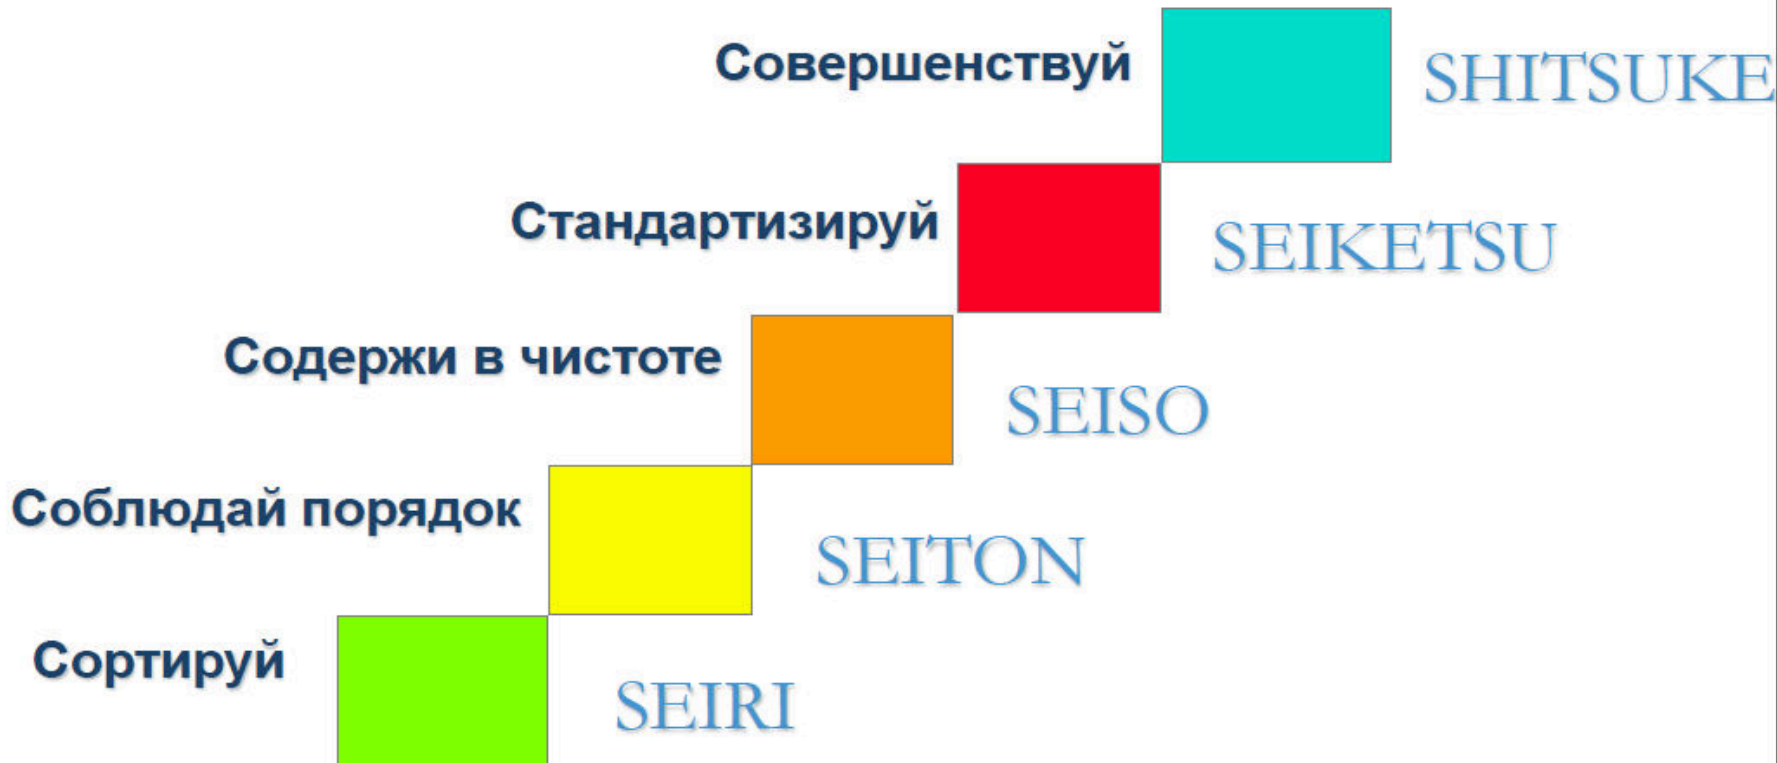 Совершенствуй
SHITSUKE
Стандартизируй
SEIKETSU
Содержи в чистоте
SEISO
Соблюдай порядок
SEITON
Сортируй
SEIRI